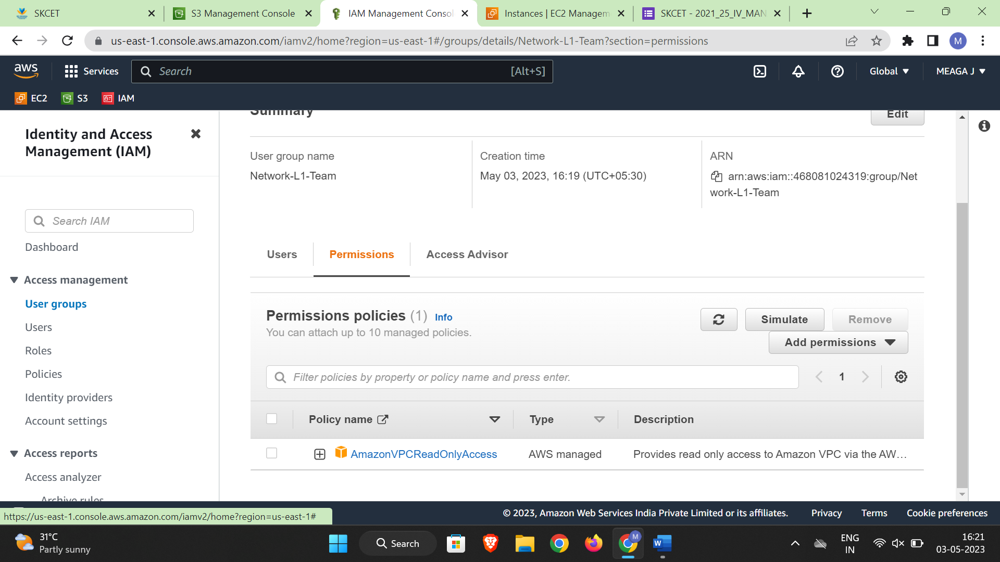 SKCET
S3 Management Console
IAM Management Consol
Instances | EC2 Managem
SKCET - 2021_25_IV_MAN
us-east-1.console.aws.amazon.com/iamv2/home?region=us-east-1#/groups/details/Network-L1-Team?section=permissions
M
aws
Services
Search
[Alt+S]
Global
MEAGA J
EC2
S3
IAM
Identity and Access
Management (IAM)
Search IAM
Dashboard
Access management
User groups
Users
Roles
Policies
Identity providers
Account settings
Access reports
Access analyzer
Archive rules
Summary
Edit
User group name
Network-L1-Team
Creation time
May 03, 2023, 16:19 (UTC+05:30)
ARN
arn:aws:iam::468081024319:group/Net
work-L1-Team
Users
Permissions
Access Advisor
Permissions policies (1) Info
You can attach up to 10 managed policies.
Simulate
Remove
Add permissions
Filter policies by property or policy name and press enter.
1
Policy name
Type
Description
AmazonVPCReadOnlyAccess
AWS managed
Provides read only access to Amazon VPC via the AW...
https://us-east-1.console.aws.amazon.com/iamv2/home?region=us-east-1#
© 2023, Amazon Web Services India Private Limited or its affiliates.
Privacy
Terms
Cookie preferences
31°C
Partly sunny
Search
M
W
ENG
IN
16:21
03-05-2023